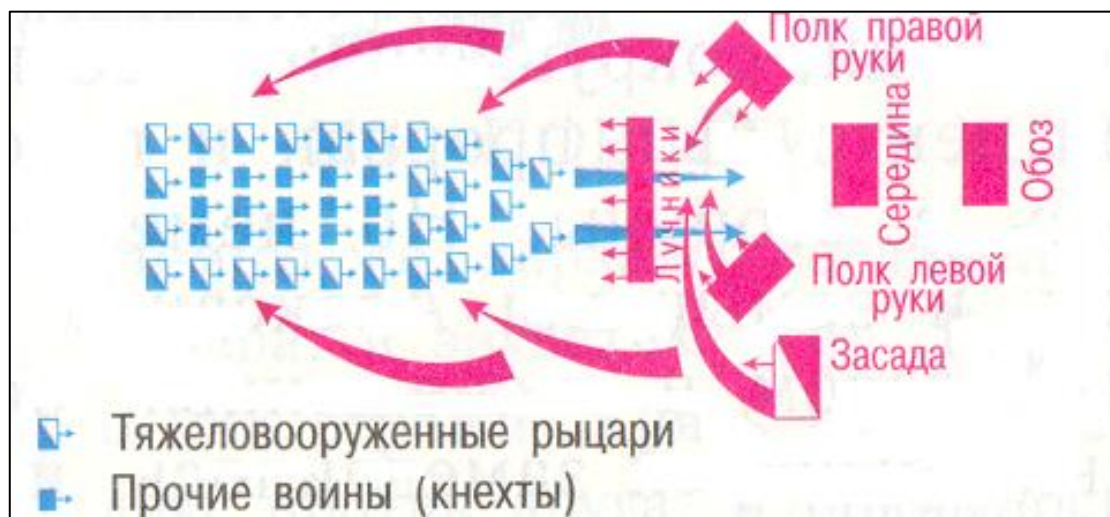 Полк правой
руки
Лучники
Середина
Обоз
Полк левой
руки
Засада
Тяжеловооруженные рыцари
Прочие воины (кнехты)